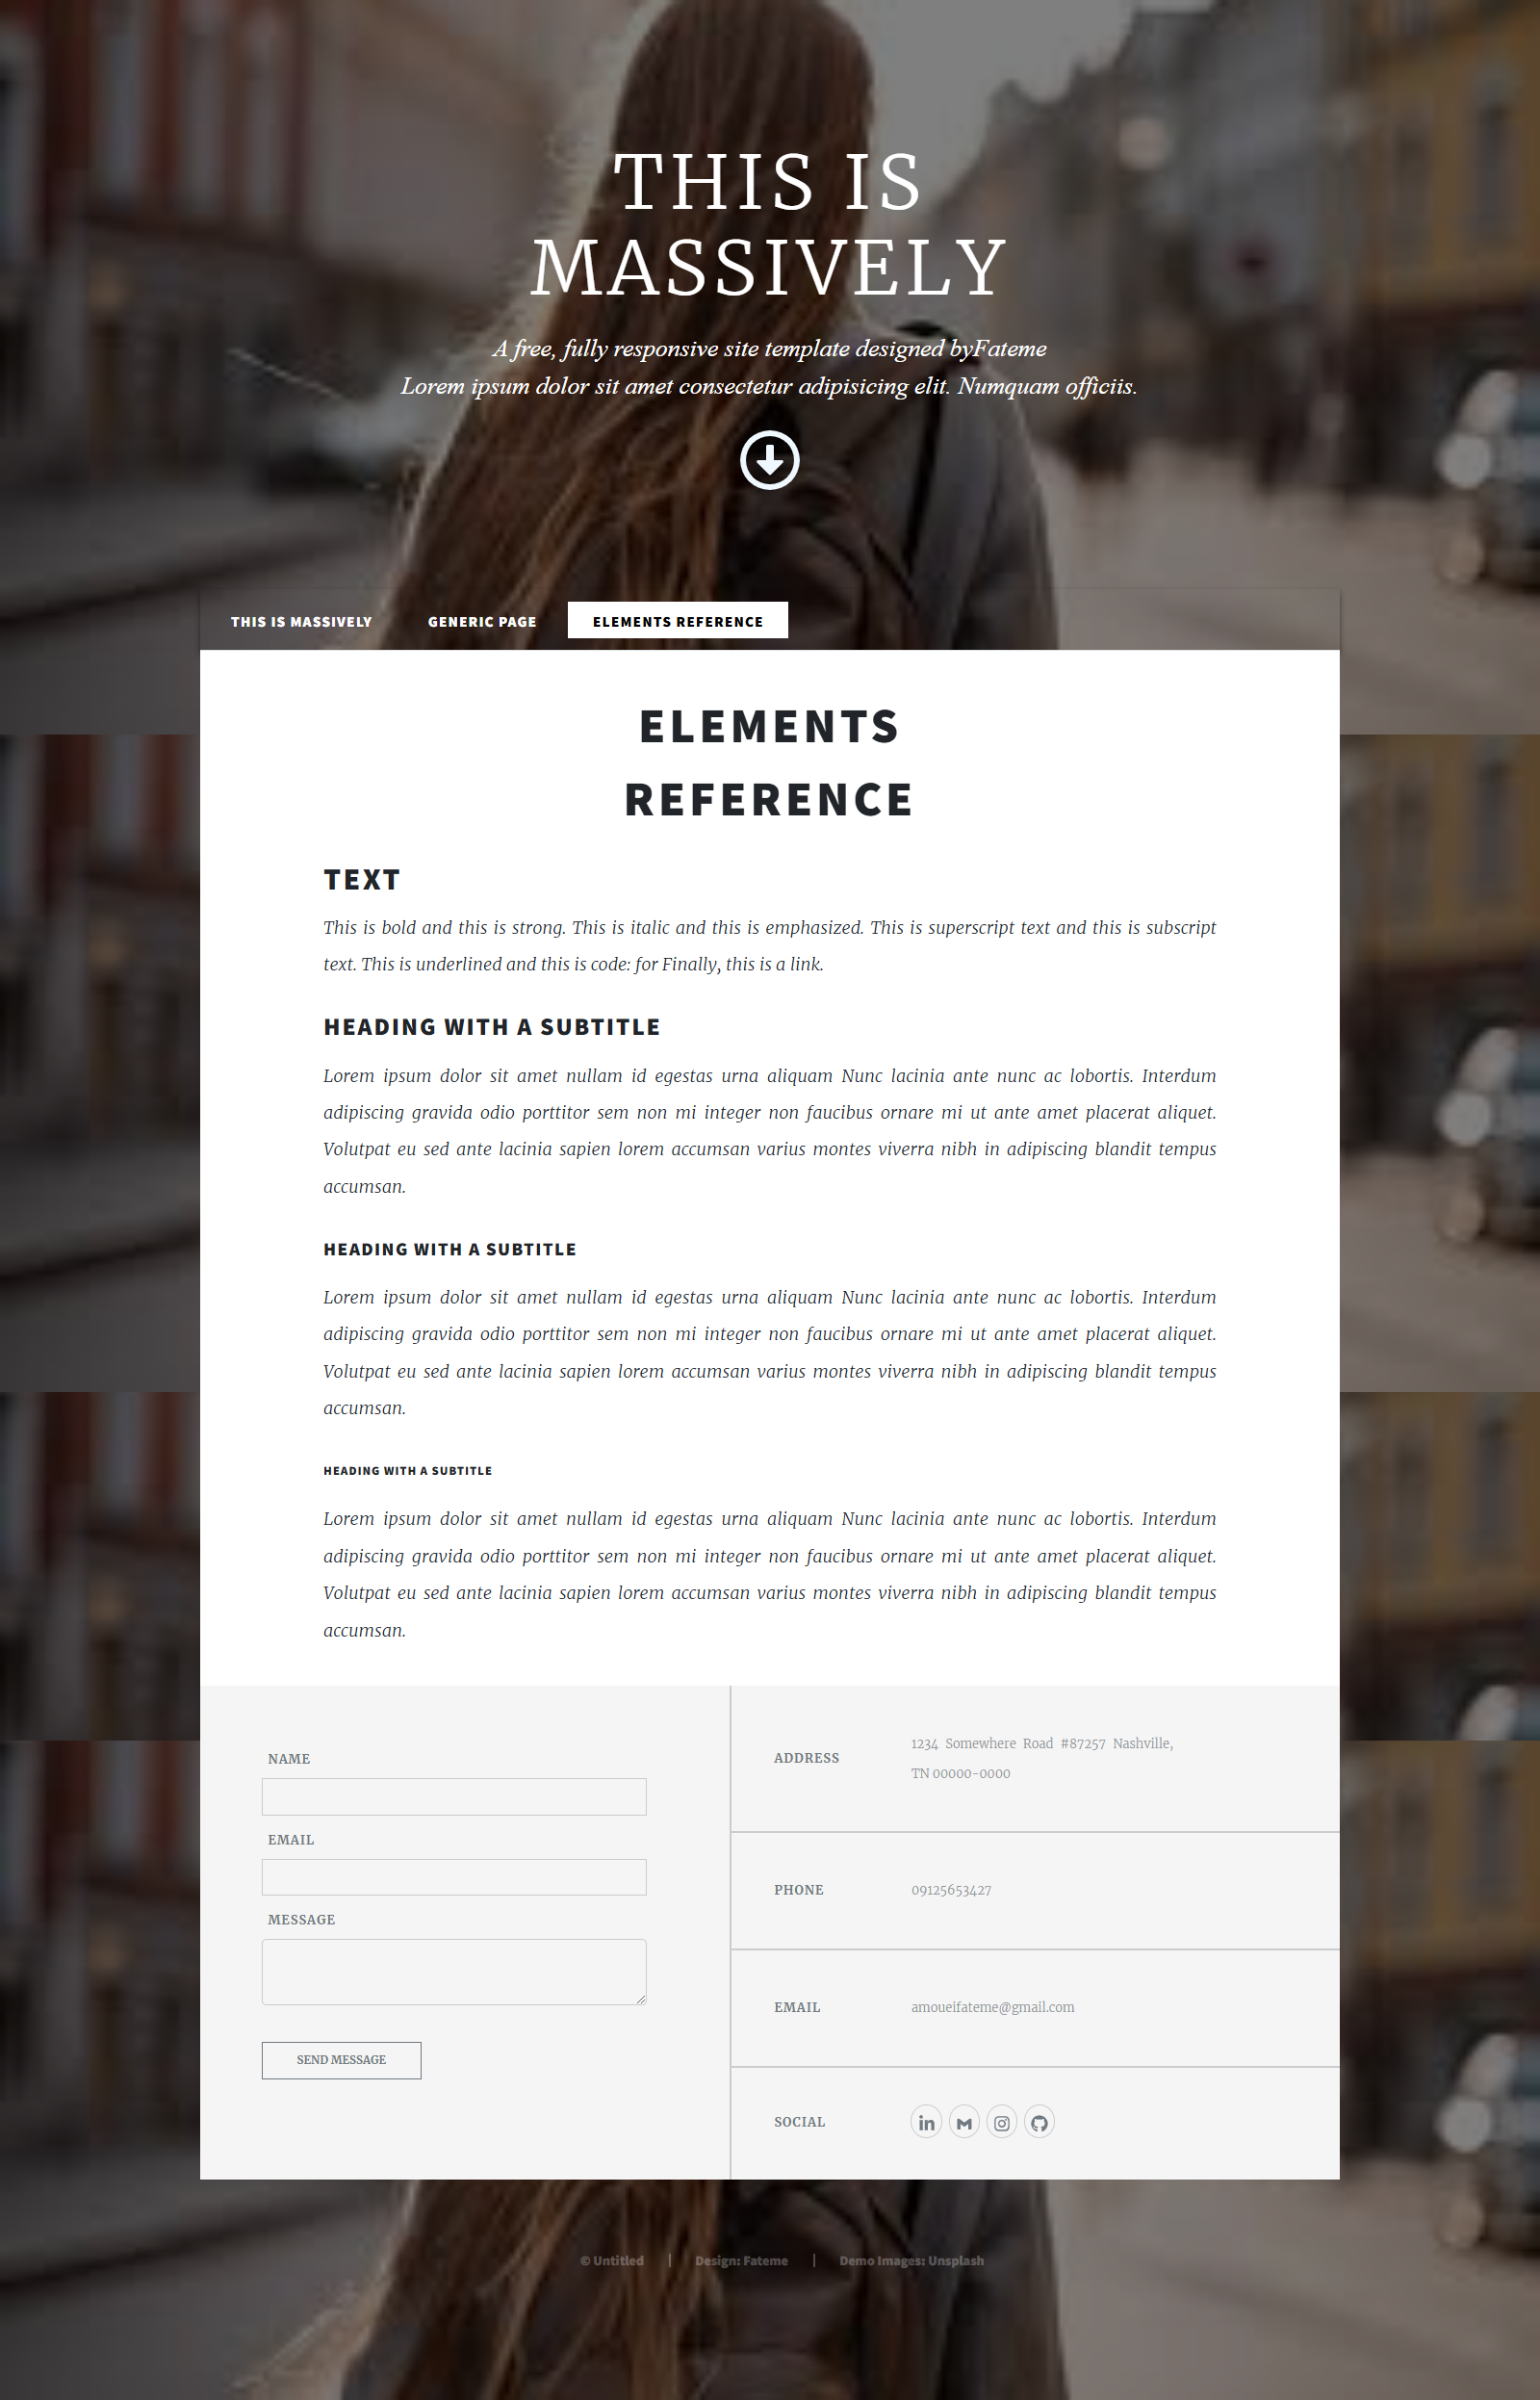 THIS IS
MASSIVELY
A free, fully responsive site template designed byFateme
Lorem ipsum dolor sit amet consectetur adipisicing elit. Numquam officiis.
THIS IS MASSIVELY
GENERIC PAGE
ELEMENTS REFERENCE
ELEMENTS
REFERENCE
TEXT
This is bold and this is strong. This is italic and this is emphasized. This is superscript text and this is subscript
text. This is underlined and this is code: for Finally, this is a link.
HEADING WITH A SUBTITLE
Lorem ipsum dolor sit amet nullam id egestas urna aliquam Nunc lacinia ante nunc ac lobortis. Interdum
adipiscing gravida odio porttitor sem non mi integer non faucibus ornare mi ut ante amet placerat aliquet.
Volutpat eu sed ante lacinia sapien lorem accumsan varius montes viverra nibh in adipiscing blandit tempus
accumsan.
HEADING WITH A SUBTITLE
Lorem ipsum dolor sit amet nullam id egestas urna aliquam Nunc lacinia ante nunc ac lobortis. Interdum
adipiscing gravida odio porttitor sem non mi integer non faucibus ornare mi ut ante amet placerat aliquet.
Volutpat eu sed ante lacinia sapien lorem accumsan varius montes viverra nibh in adipiscing blandit tempus
accumsan.
HEADING WITH A SUBTITLE
Lorem ipsum dolor sit amet nullam id egestas urna aliquam Nunc lacinia ante nunc ac lobortis. Interdum
adipiscing gravida odio porttitor sem non mi integer non faucibus ornare mi ut ante amet placerat aliquet.
Volutpat eu sed ante lacinia sapien lorem accumsan varius montes viverra nibh in adipiscing blandit tempus
accumsan.
NAME
EMAIL
MESSAGE
SEND MESSAGE
ADDRESS
1234 Somewhere Road #87257 Nashville,
TN 00000-0000
PHONE
09125653427
EMAIL
amoueifateme@gmail.com
SOCIAL
© Untitled | Design: Fateme | Demo Images: Unsplash